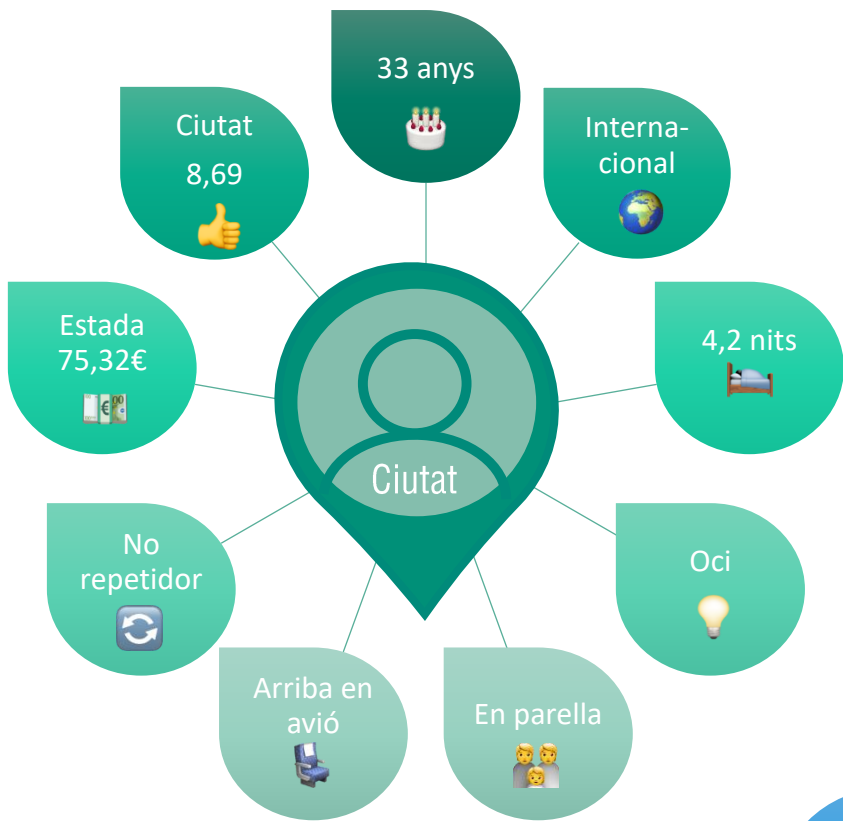 33 anys
Interna-
cional
4,2 nits
Oci
En parella
Arriba en
avió
No
repetidor
Estada
75,32€
Ciutat
8,69
Ciutat